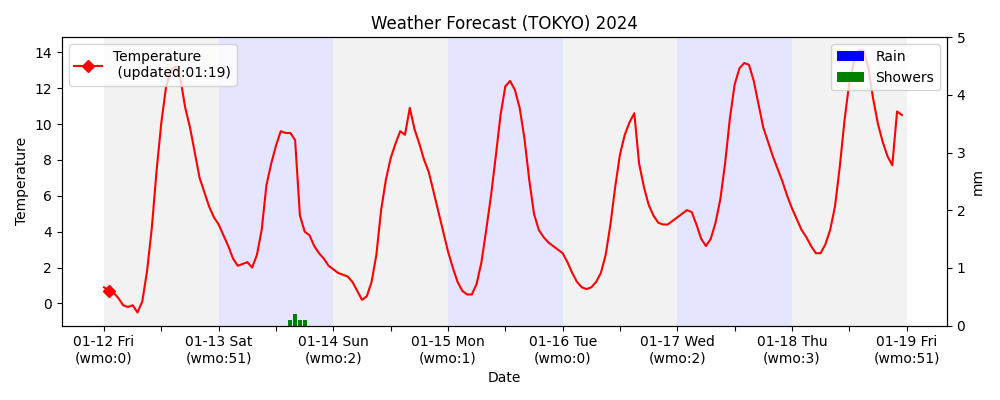 Weather Forecast (TOKYO) 2024
Temperature
(updated:01:19)
Rain
Showers
Temperature
14
12
10
8
6
4
2
0
5
4
3
2
1
0
mm
01-12 Fri
(wmo:0)
01-13 Sat
(wmo:51)
01-14 Sun
(wmo:2)
01-15 Mon
(wmo:1)
01-16 Tue
(wmo:0)
01-17 Wed
(wmo:2)
01-18 Thu
(wmo:3)
01-19 Fri
(wmo:51)
Date